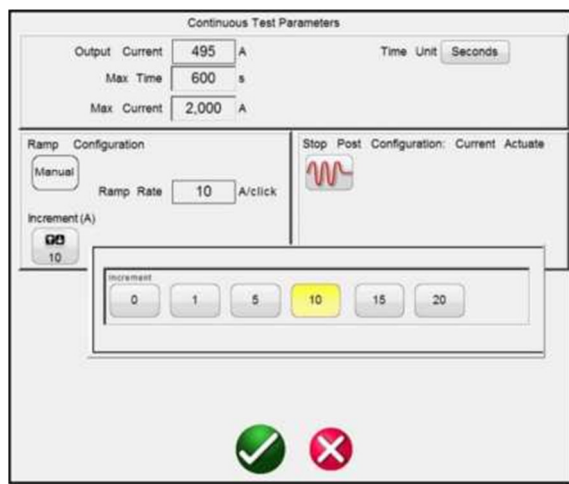 Continuous Test Parameters
Output Current 495 A
Time Unit Seconds
Max Time 600 s
Max Current 2,000 A
Ramp Configuration
Manual
Ramp Rate 10 A/click
Increment (A)
10
Stop Post Configuration: Current Actuate
Increment
0 1 5 10 15 20